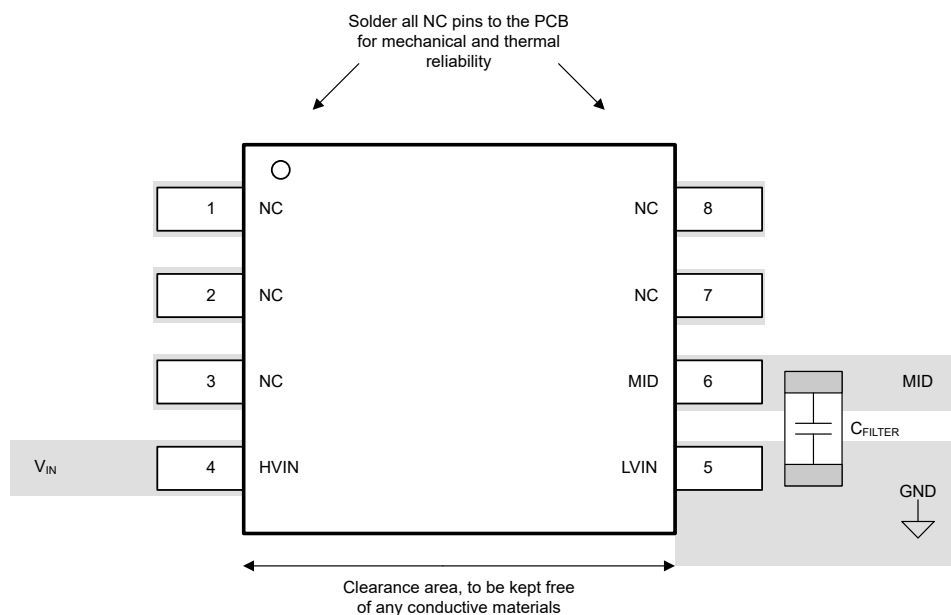 Solder all NC pins to the PCB
for mechanical and thermal
reliability
1 NC NC 8
2 NC NC 7
3 NC MID 6 MID
CFILTER
VIN 4 HVIN LVIN 5
GND
Clearance area, to be kept free
of any conductive materials